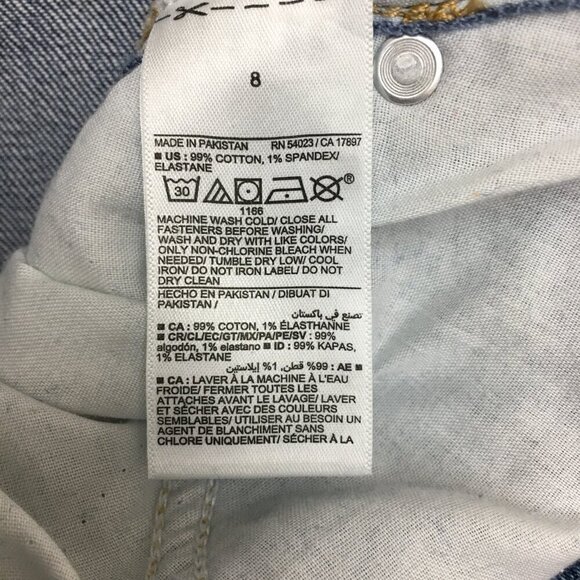 8
MADE IN PAKISTAN RN 54023 / CA 17897
■ US : 99% COTTON, 1% SPANDEX/
ELASTANE
30
®
1166
MACHINE WASH COLD/ CLOSE ALL
FASTENERS BEFORE WASHING/
WASH AND DRY WITH LIKE COLORS/
ONLY NON-CHLORINE BLEACH WHEN
NEEDED/ TUMBLE DRY LOW/ COOL
IRON/ DO NOT IRON LABEL/ DO NOT
DRY CLEAN
HECHO EN PAKISTAN / DIBUAT DI
PAKISTAN /
تصنع في باكستان
■ CA : 99% COTON, 1% ÉLASTHANNE
■ CR/CL/EC/GT/MX/PA/PE/SV : 99%
algodón, 1% elastano ■ ID : 99% KAPAS,
1% ELASTANE
■ AE : 99% قطن, 1% إيلاستين
■ CA : LAVER À LA MACHINE À L'EAU
FROIDE/ FERMER TOUTES LES
ATTACHES AVANT LE LAVAGE/ LAVER
ET SÉCHER AVEC DES COULEURS
SEMBLABLES/ UTILISER AU BESOIN UN
AGENT DE BLANCHIMENT SANS
CHLORE UNIQUEMENT/ SÉCHER À LA